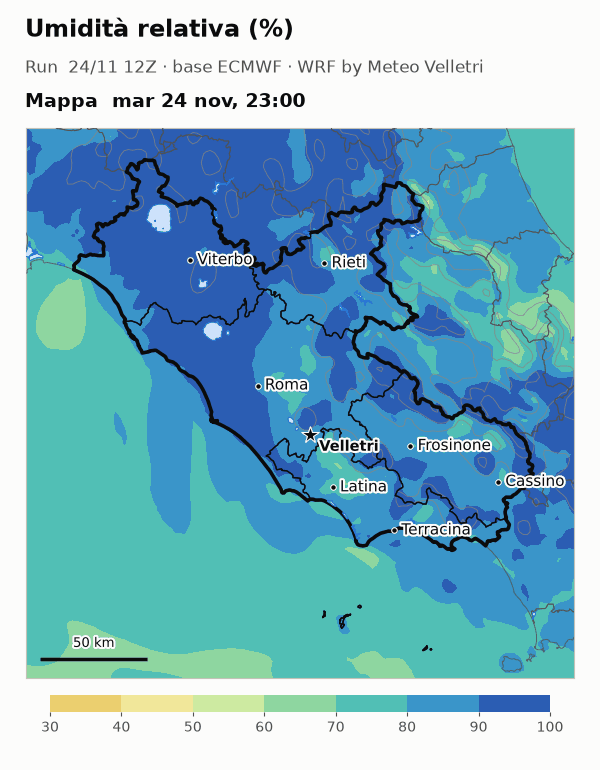 Umidità relativa (%)
Run  24/11 12Z · base ECMWF · WRF by Meteo Velletri
Mappa  mar 24 nov, 23:00
Viterbo
Rieti
Roma
Velletri
Frosinone
Cassino
Latina
Terracina
50 km
30 40 50 60 70 80 90 100